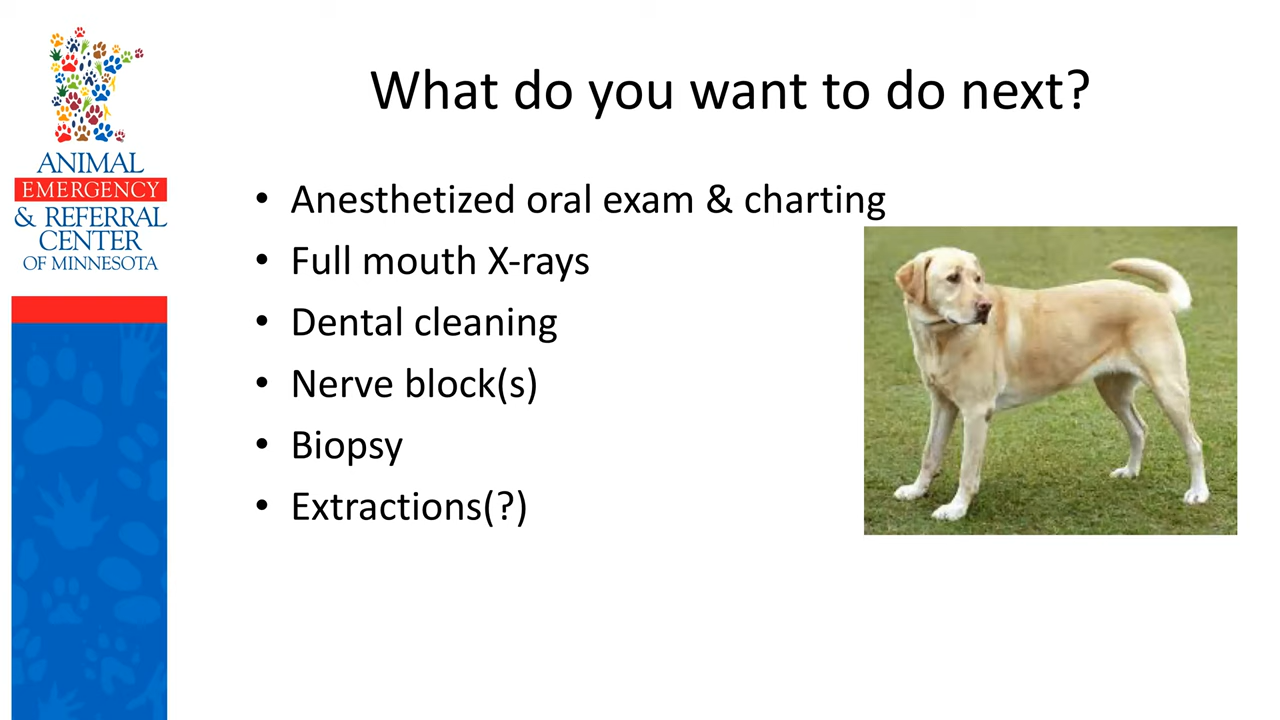 What do you want to do next?
ANIMAL
EMERGENCY
& REFERRAL
CENTER
OF MINNESOTA
• Anesthetized oral exam & charting
• Full mouth X-rays
• Dental cleaning
• Nerve block(s)
• Biopsy
• Extractions(?)